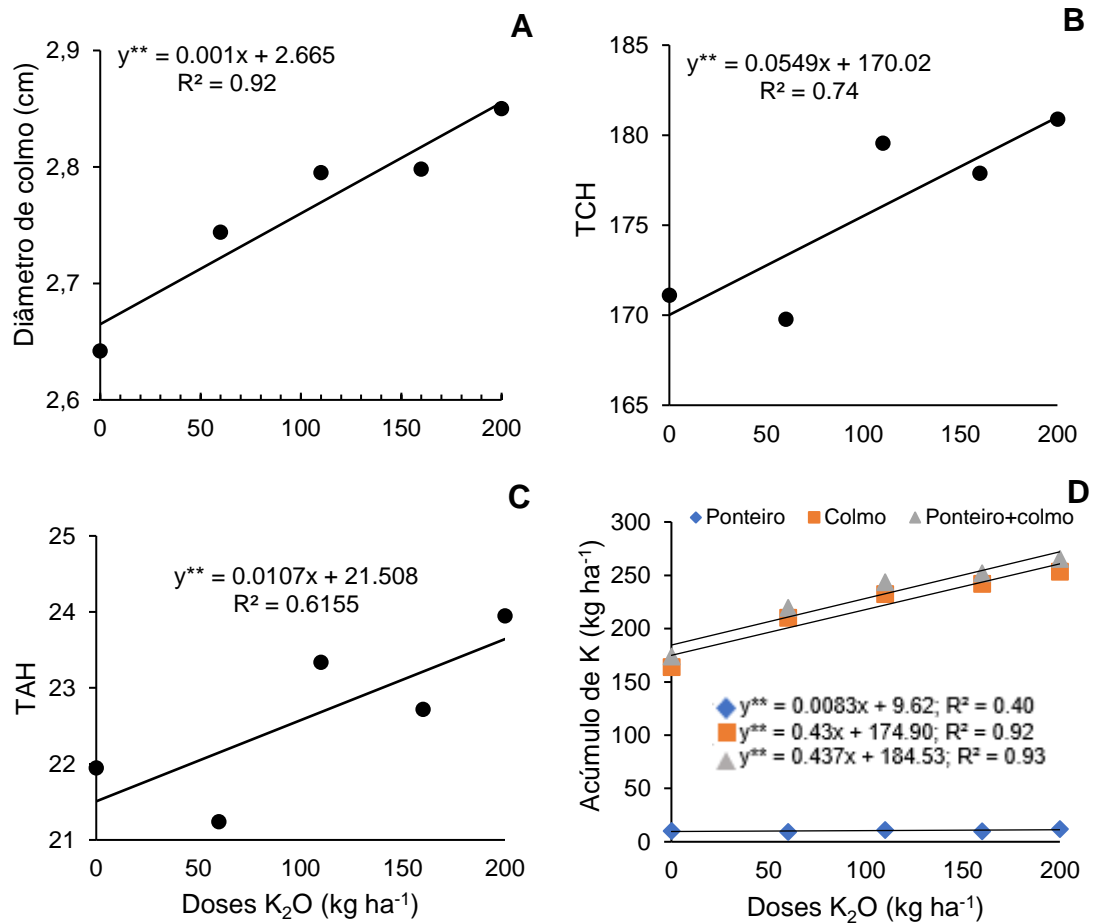 A
y** = 0.001x + 2.665
R² = 0.92
Diâmetro de colmo (cm)
2,9
2,8
2,7
2,6
0 50 100 150 200
B
y** = 0.0549x + 170.02
R² = 0.74
TCH
185
180
175
170
165
0 50 100 150 200
C
y** = 0.0107x + 21.508
R² = 0.6155
TAH
25
24
23
22
21
0 50 100 150 200
Doses K₂O (kg ha⁻¹)
D
Ponteiro Colmo Ponteiro+colmo
Acúmulo de K (kg ha⁻¹)
300
250
200
150
100
50
0
y** = 0.0083x + 9.62; R² = 0.40
y** = 0.43x + 174.90; R² = 0.92
y** = 0.437x + 184.53; R² = 0.93
0 50 100 150 200
Doses K₂O (kg ha⁻¹)